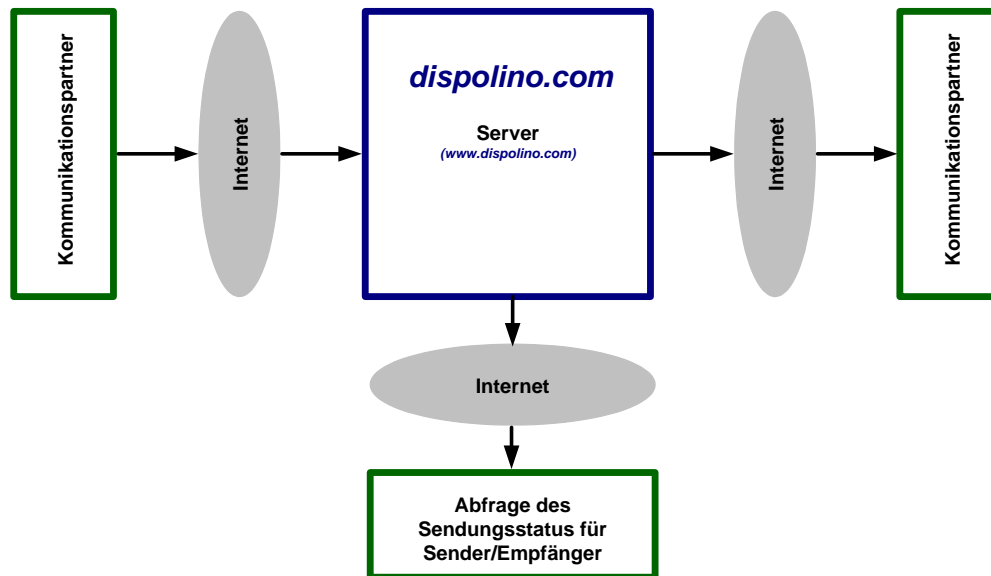 Kommunikationspartner
Internet
dispolino.com
Server
(www.dispolino.com)
Internet
Kommunikationspartner
Internet
Abfrage des
Sendungsstatus für
Sender/Empfänger